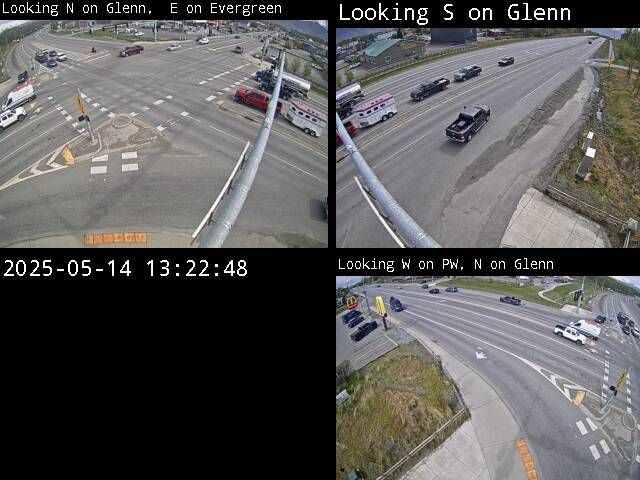 Looking N on Glenn,  E on Evergreen
Looking S on Glenn
2025-05-14 13:22:48
Looking W on PW, N on Glenn